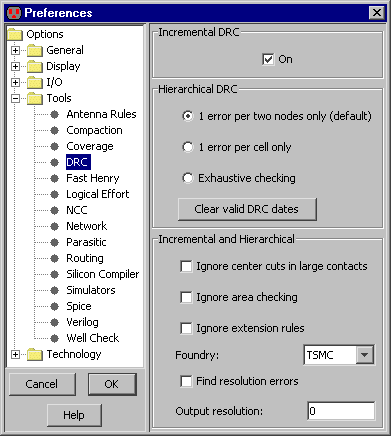 Preferences
Options
General
Display
I/O
Tools
Antenna Rules
Compaction
Coverage
DRC
Fast Henry
Logical Effort
NCC
Network
Parasitic
Routing
Silicon Compiler
Simulators
Spice
Verilog
Well Check
Technology
Cancel
OK
Help
Incremental DRC
On
Hierarchical DRC
1 error per two nodes only (default)
1 error per cell only
Exhaustive checking
Clear valid DRC dates
Incremental and Hierarchical
Ignore center cuts in large contacts
Ignore area checking
Ignore extension rules
Foundry: TSMC
Find resolution errors
Output resolution: 0